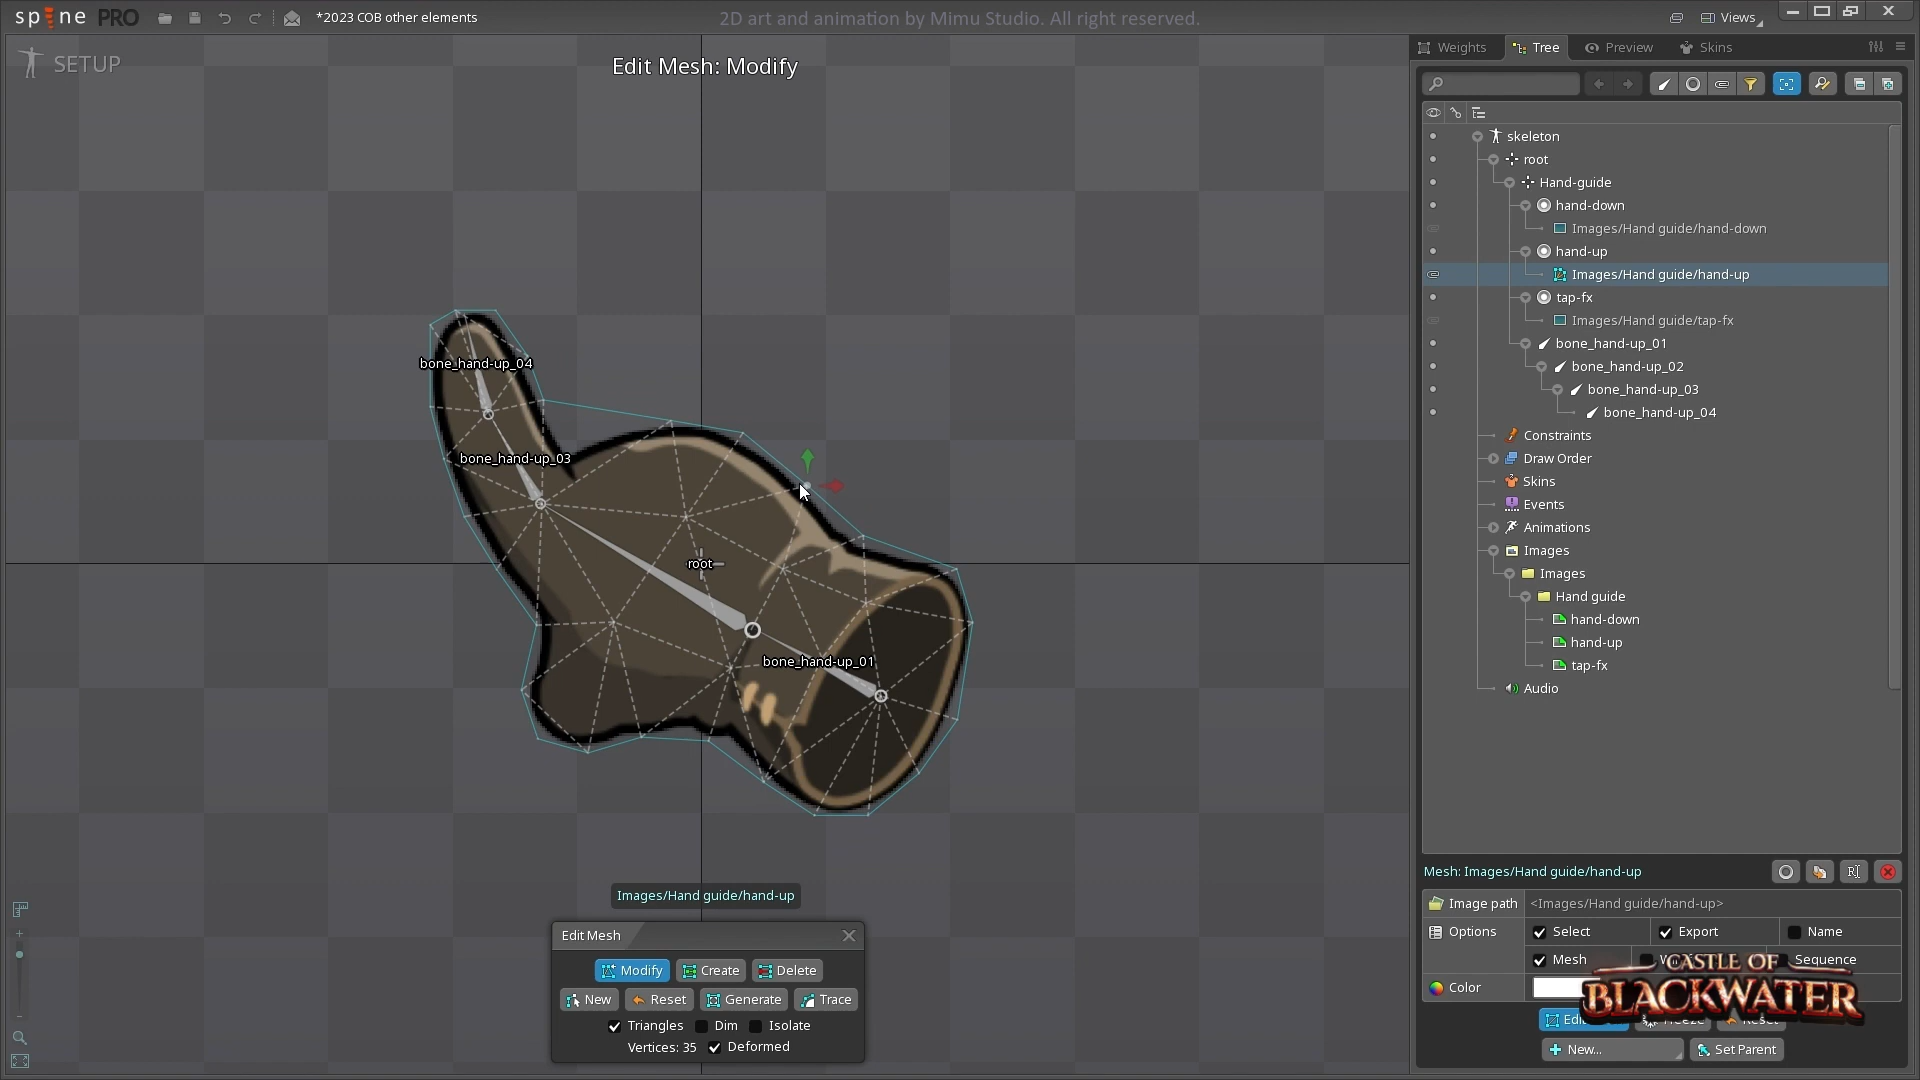 spine PRO
*2023 COB other elements
2D art and animation by Mimu Studio. All right reserved.
Views
SETUP
Edit Mesh: Modify
Weights
Tree
Preview
Skins
skeleton
root
Hand-guide
hand-down
Images/Hand guide/hand-down
hand-up
Images/Hand guide/hand-up
tap-fx
Images/Hand guide/tap-fx
bone_hand-up_01
bone_hand-up_02
bone_hand-up_03
bone_hand-up_04
Constraints
Draw Order
Skins
Events
Animations
Images
Images
Hand guide
hand-down
hand-up
tap-fx
Audio
bone_hand-up_04
bone_hand-up_03
root
bone_hand-up_01
Images/Hand guide/hand-up
Edit Mesh
Modify
Create
Delete
New
Reset
Generate
Trace
Triangles
Dim
Isolate
Vertices: 35
Deformed
Mesh: Images/Hand guide/hand-up
Image path
<Images/Hand guide/hand-up>
Options
Select
Export
Name
Mesh
Sequence
Color
CASTLE OF
BLACKWATER
Reset
New...
Set Parent